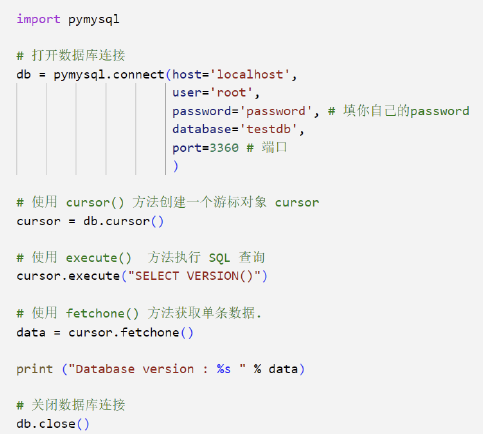 import pymysql
# 打开数据库连接
db = pymysql.connect(host='localhost',
user='root',
password='password', # 填你自己的password
database='testdb',
port=3360 # 端口
)
# 使用 cursor() 方法创建一个游标对象 cursor
cursor = db.cursor()
# 使用 execute()  方法执行 SQL 查询
cursor.execute("SELECT VERSION()")
# 使用 fetchone() 方法获取单条数据.
data = cursor.fetchone()
print ("Database version : %s " % data)
# 关闭数据库连接
db.close()